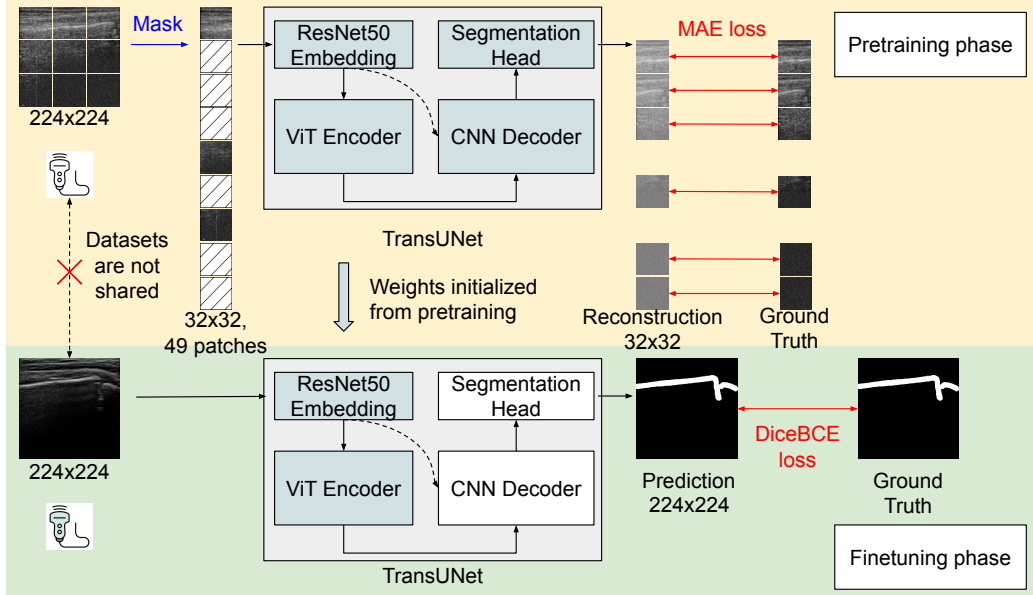 Mask
ResNet50
Embedding
Segmentation
Head
MAE loss
Pretraining phase
224x224
ViT Encoder
CNN Decoder
TransUNet
Datasets
are not
shared
Weights initialized
from pretraining
32x32,
49 patches
Reconstruction
32x32
Ground
Truth
ResNet50
Embedding
Segmentation
Head
DiceBCE
loss
224x224
ViT Encoder
CNN Decoder
Prediction
224x224
Ground
Truth
TransUNet
Finetuning phase